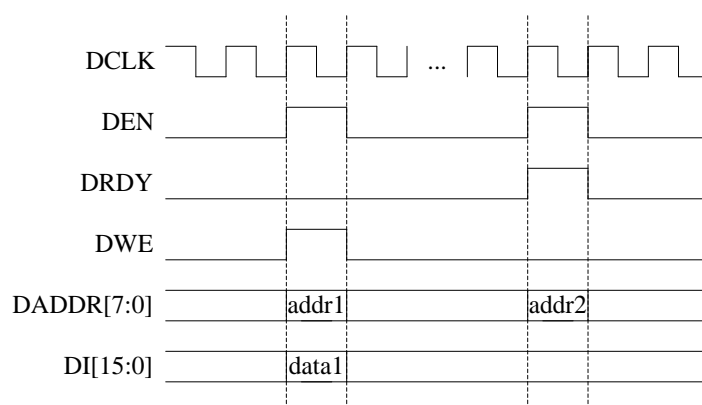 DCLK ...
DEN
DRDY
DWE
DADDR[7:0] addr1 addr2
DI[15:0] data1